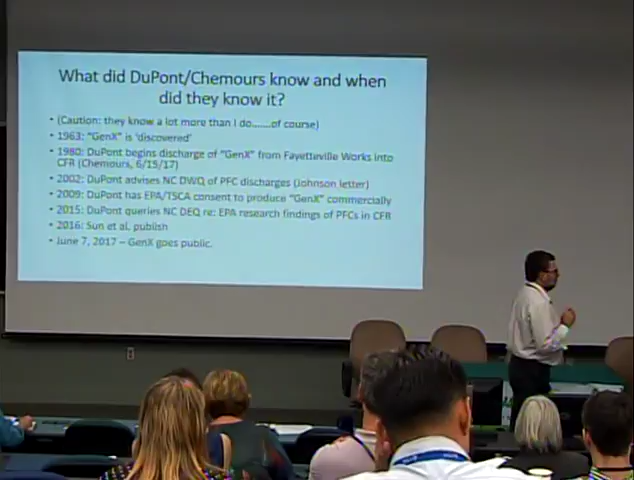 What did DuPont/Chemours know and when
did they know it?
• (Caution: they know a lot more than I do.......of course)
• 1963: "GenX" is 'discovered'
• 1980: DuPont begins discharge of "GenX" from Fayetteville Works into
CFR (Chemours, 6/15/17)
• 2002: DuPont advises NC DWQ of PFC discharges (Johnson letter)
• 2009: DuPont has EPA/TSCA consent to produce "GenX" commercially
• 2015: DuPont queries NC DEQ re: EPA research findings of PFCs in CFR
• 2016: Sun et al. publish
• June 7, 2017 – GenX goes public.